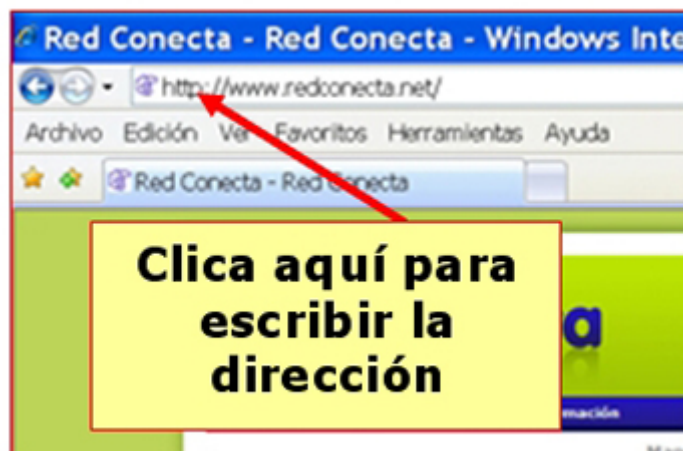 Red Conecta - Red Conecta - Windows Inte
http://www.redconecta.net/
Archivo Edición Ver Favoritos Herramientas Ayuda
Red Conecta - Red Conecta
Clica aquí para
escribir la
dirección
a
rmación